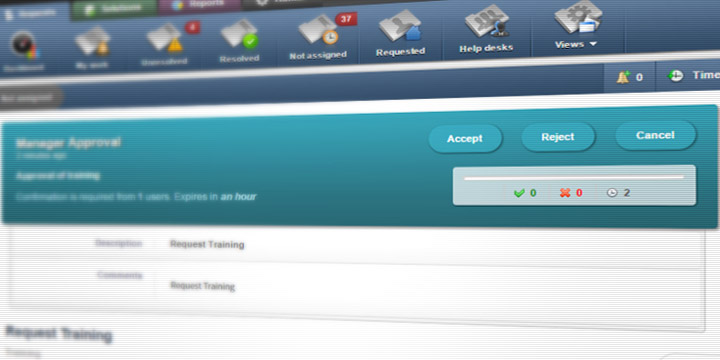 Requests Solutions Reports
4 37
Dashboard My desk Unresolved Resolved Not assigned Requested Help desks Views
0 Time
Not assigned
Manager Approval
2 minutes ago
Accept Reject Cancel
Approval of training
Confirmation is required from 1 users. Expires in an hour
0 0 2
Description Request Training
Comments Request Training
Request Training
Training